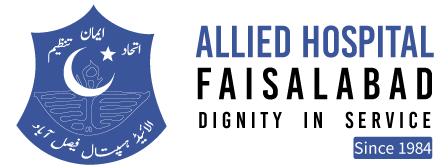 ایمان
اتحاد
تنظیم
الائیڈ ہسپتال فیصل آباد
ALLIED HOSPITAL
FAISALABAD
DIGNITY IN SERVICE
Since 1984